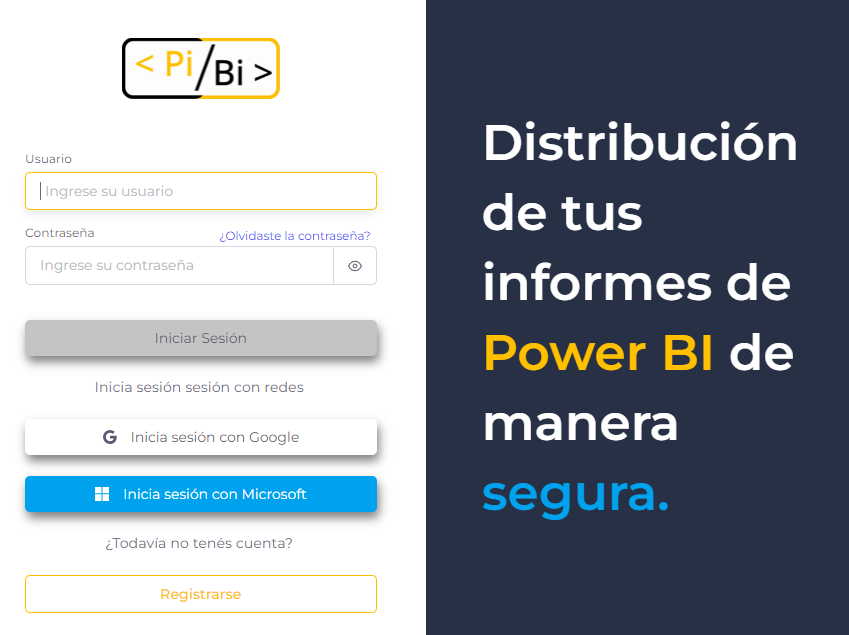 < Pi/Bi >
Usuario
Ingrese su usuario
Contraseña
¿Olvidaste la contraseña?
Ingrese su contraseña
Iniciar Sesión
Inicia sesión sesión con redes
Inicia sesión con Google
Inicia sesión con Microsoft
¿Todavía no tenés cuenta?
Registrarse
Distribución
de tus
informes de
Power BI de
manera
segura.